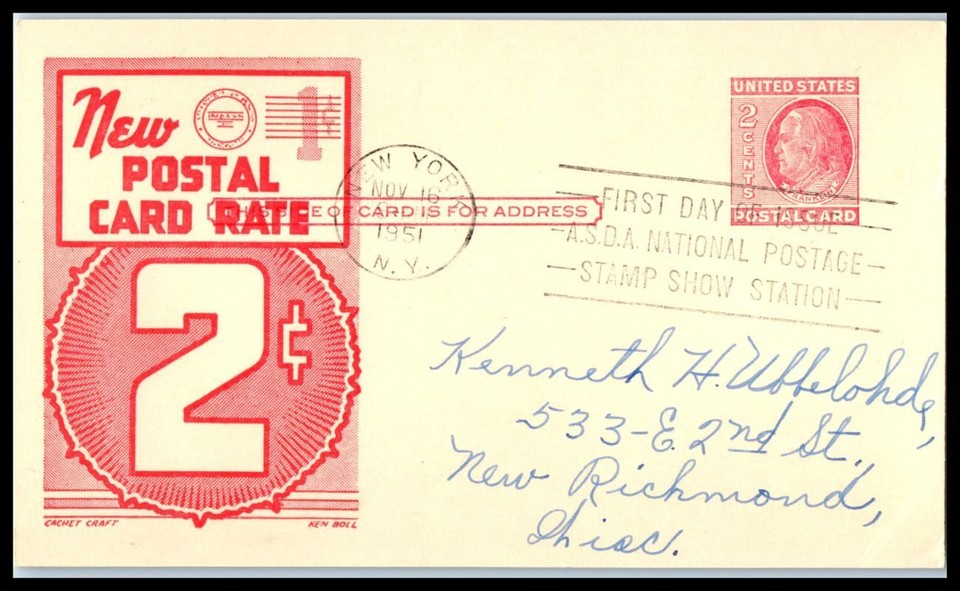 New
1¢
POSTAL
CARD RATE
2¢
CACHET CRAFT
KEN BOLL
NEW YORK
NOV 16
1951
N.Y.
THIS SIDE OF CARD IS FOR ADDRESS
UNITED STATES
2 CENTS
FRANKLIN
POSTAL CARD
FIRST DAY OF ISSUE
A.S.D.A. NATIONAL POSTAGE
STAMP SHOW STATION
Kenneth H. Ubbelohde,
533-E. 2nd St.,
New Richmond,